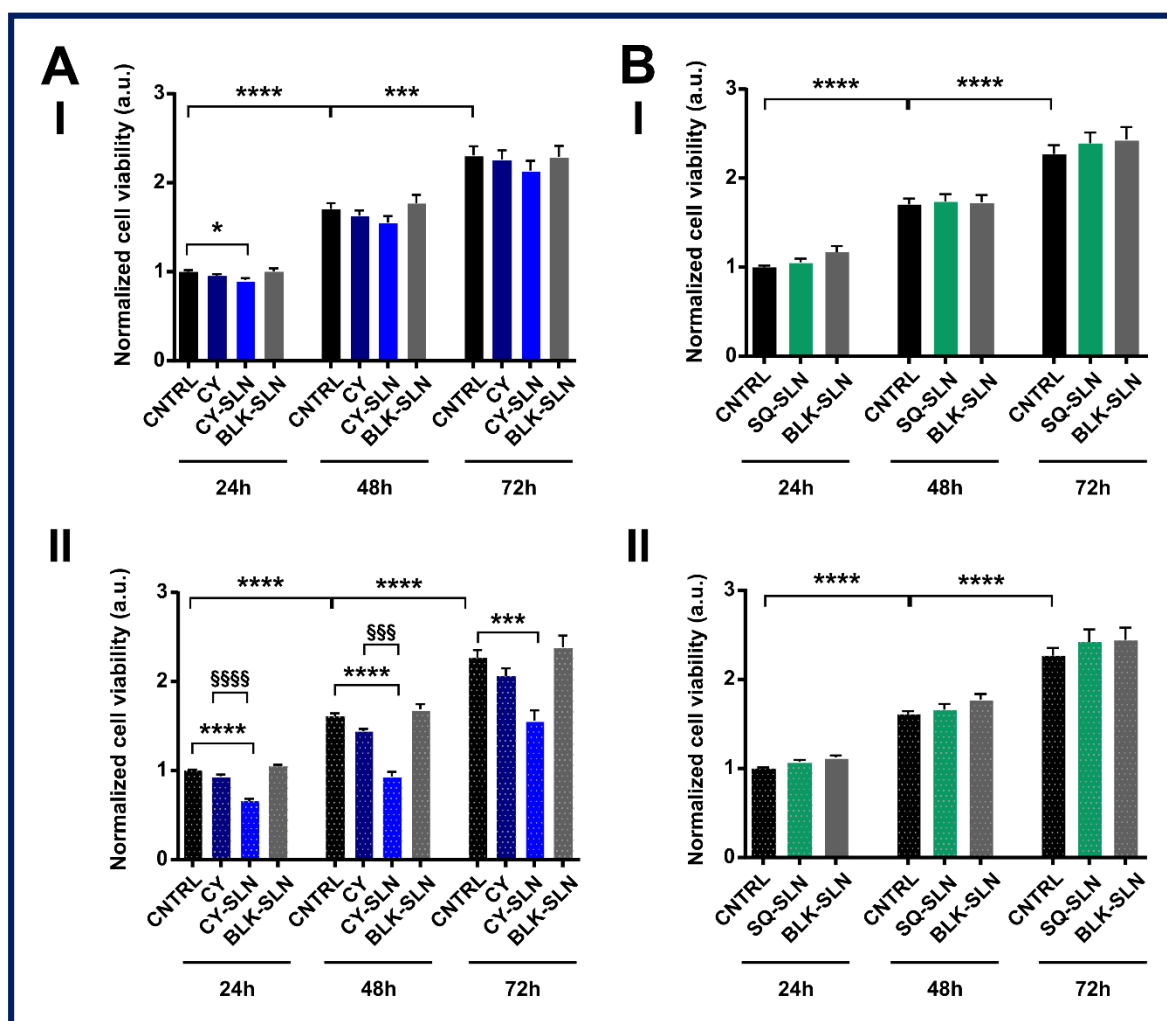 A
I
Normalized cell viability (a.u.)
3
2
1
0
**** ***
*
CNTRL CY CY-SLN BLK-SLN CNTRL CY CY-SLN BLK-SLN CNTRL CY CY-SLN BLK-SLN
24h 48h 72h
B
I
Normalized cell viability (a.u.)
3
2
1
0
**** ****
CNTRL SQ-SLN BLK-SLN CNTRL SQ-SLN BLK-SLN CNTRL SQ-SLN BLK-SLN
24h 48h 72h
II
Normalized cell viability (a.u.)
3
2
1
0
**** ****
§§§ ***
§§§§ ****
****
CNTRL CY CY-SLN BLK-SLN CNTRL CY CY-SLN BLK-SLN CNTRL CY CY-SLN BLK-SLN
24h 48h 72h
II
Normalized cell viability (a.u.)
3
2
1
0
**** ****
CNTRL SQ-SLN BLK-SLN CNTRL SQ-SLN BLK-SLN CNTRL SQ-SLN BLK-SLN
24h 48h 72h